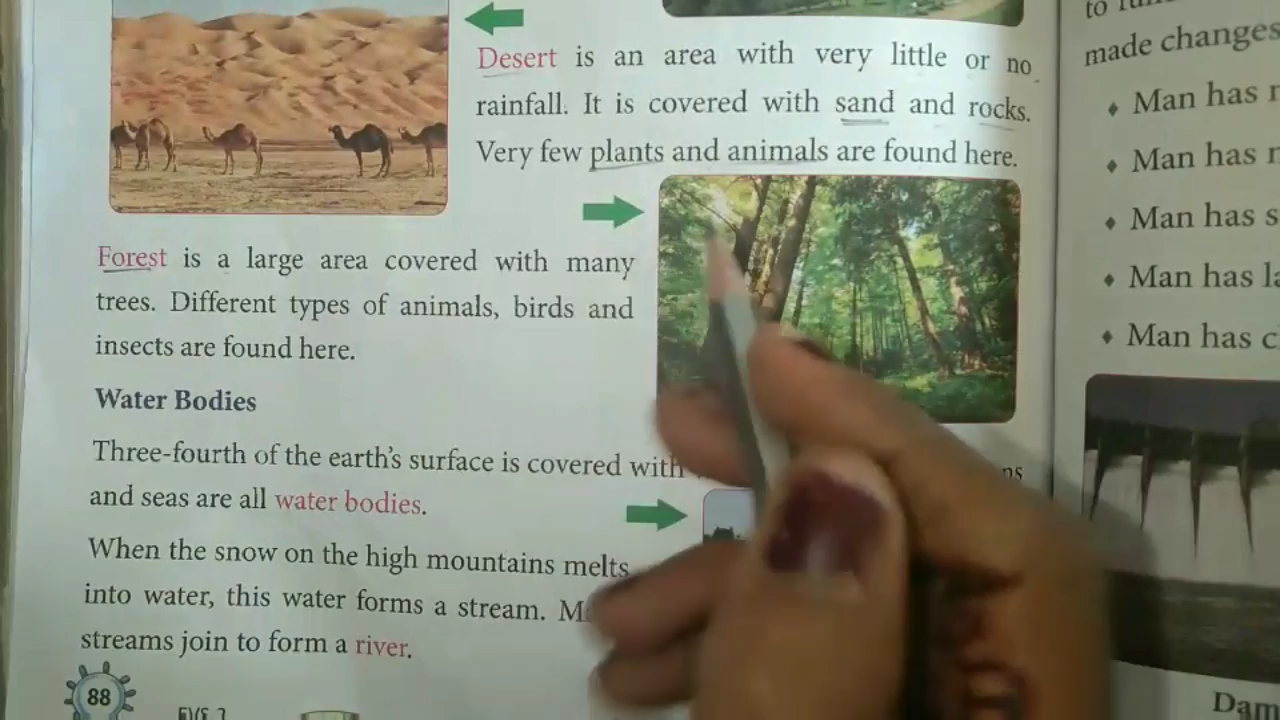 Desert is an area with very little or no
rainfall. It is covered with sand and rocks.
Very few plants and animals are found here.
Forest is a large area covered with many
trees. Different types of animals, birds and
insects are found here.
Water Bodies
Three-fourth of the earth's surface is covered with
and seas are all water bodies.
When the snow on the high mountains melts
into water, this water forms a stream.
streams join to form a river.
88
made changes
♦ Man has
♦ Man has
♦ Man has
♦ Man has
♦ Man has
Dam